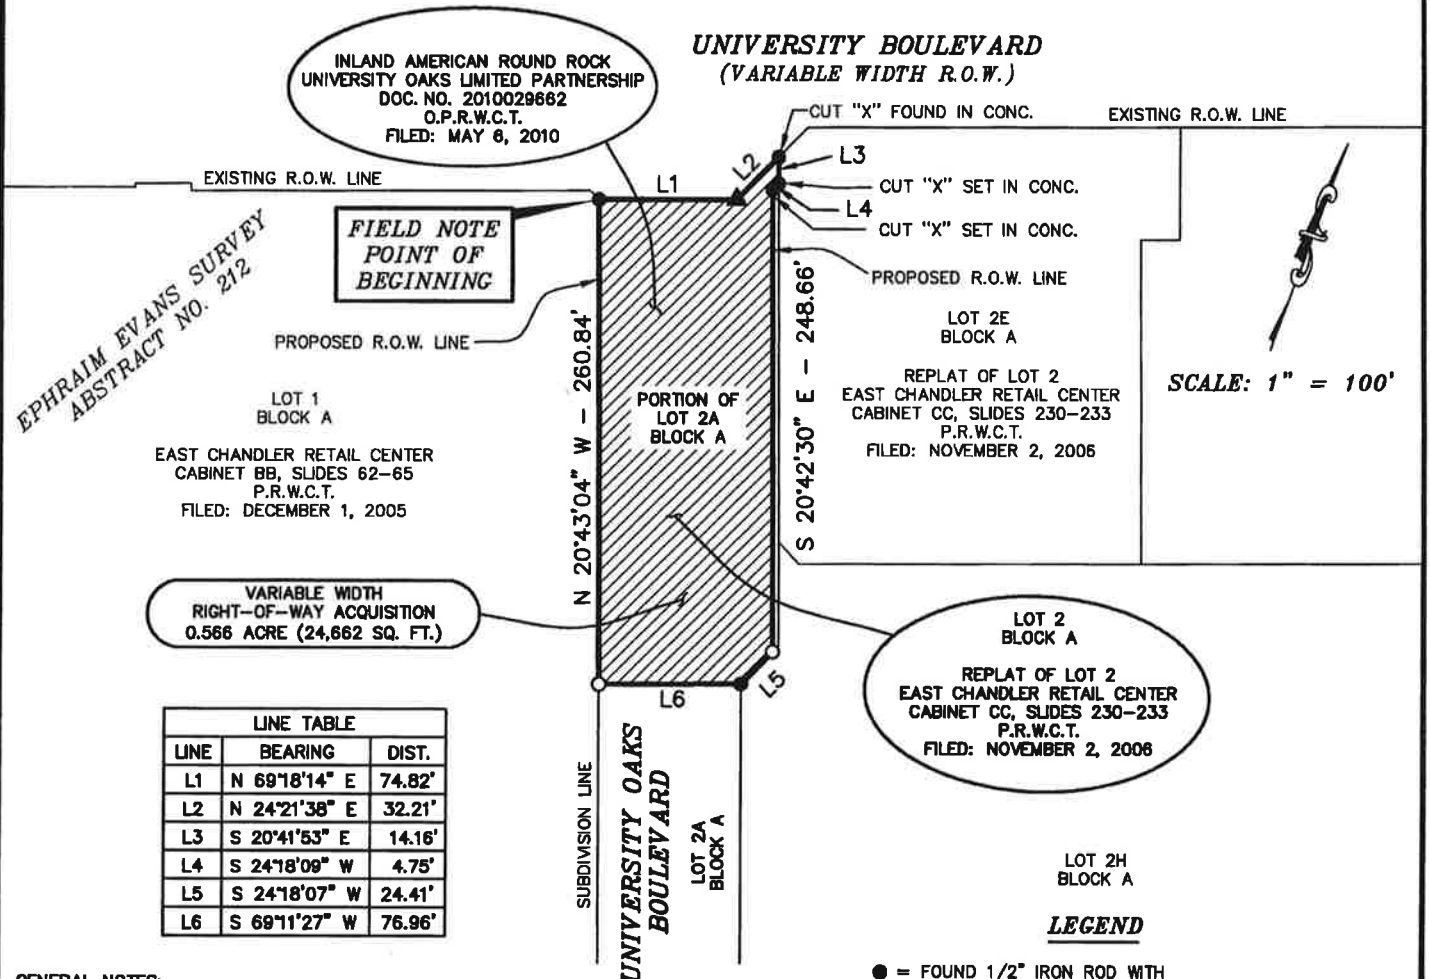 INLAND AMERICAN ROUND ROCK
UNIVERSITY OAKS LIMITED PARTNERSHIP
DOC. NO. 2010029662
O.P.R.W.C.T.
FILED: MAY 6, 2010
UNIVERSITY BOULEVARD
(VARIABLE WIDTH R.O.W.)
CUT "X" FOUND IN CONC.
EXISTING R.O.W. LINE
EXISTING R.O.W. LINE
L1
L2
L3
CUT "X" SET IN CONC.
L4
CUT "X" SET IN CONC.
FIELD NOTE
POINT OF
BEGINNING
EPHRAIM EVANS SURVEY
ABSTRACT NO. 212
PROPOSED R.O.W. LINE
PROPOSED R.O.W. LINE
LOT 2E
BLOCK A
REPLAT OF LOT 2
EAST CHANDLER RETAIL CENTER
CABINET CC, SLIDES 230-233
P.R.W.C.T.
FILED: NOVEMBER 2, 2006
SCALE: 1" = 100'
N 20°43'04" W - 260.84'
S 20°42'30" E - 248.66'
PORTION OF
LOT 2A
BLOCK A
LOT 1
BLOCK A
EAST CHANDLER RETAIL CENTER
CABINET BB, SLIDES 62-65
P.R.W.C.T.
FILED: DECEMBER 1, 2005
VARIABLE WIDTH
RIGHT-OF-WAY ACQUISITION
0.566 ACRE (24,662 SQ. FT.)
LOT 2
BLOCK A
REPLAT OF LOT 2
EAST CHANDLER RETAIL CENTER
CABINET CC, SLIDES 230-233
P.R.W.C.T.
FILED: NOVEMBER 2, 2006
L5
L6
LINE TABLE
LINE BEARING DIST.
L1 N 69°18'14" E 74.82'
L2 N 24°21'38" E 32.21'
L3 S 20°41'53" E 14.16'
L4 S 24°18'09" W 4.75'
L5 S 24°18'07" W 24.41'
L6 S 69°11'27" W 76.96'
SUBDIVISION LINE
UNIVERSITY OAKS
BOULEVARD
LOT 2A
BLOCK A
LOT 2H
BLOCK A
LEGEND
● = FOUND 1/2" IRON ROD WITH
GENERAL NOTES: